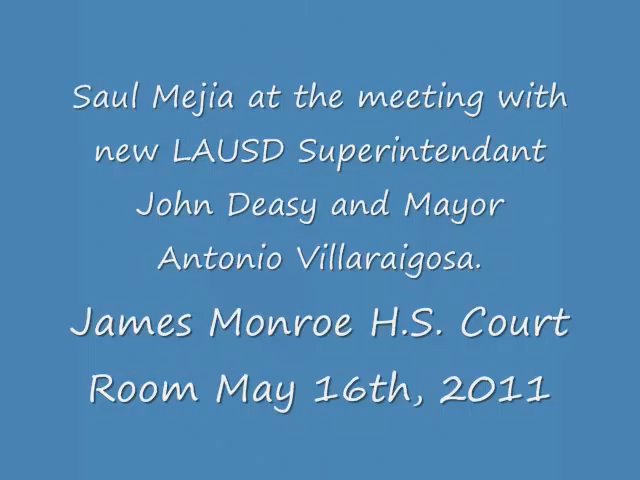 Saul Mejia at the meeting with
new LAUSD Superintendant
John Deasy and Mayor
Antonio Villaraigosa.
James Monroe H.S. Court
Room May 16th, 2011